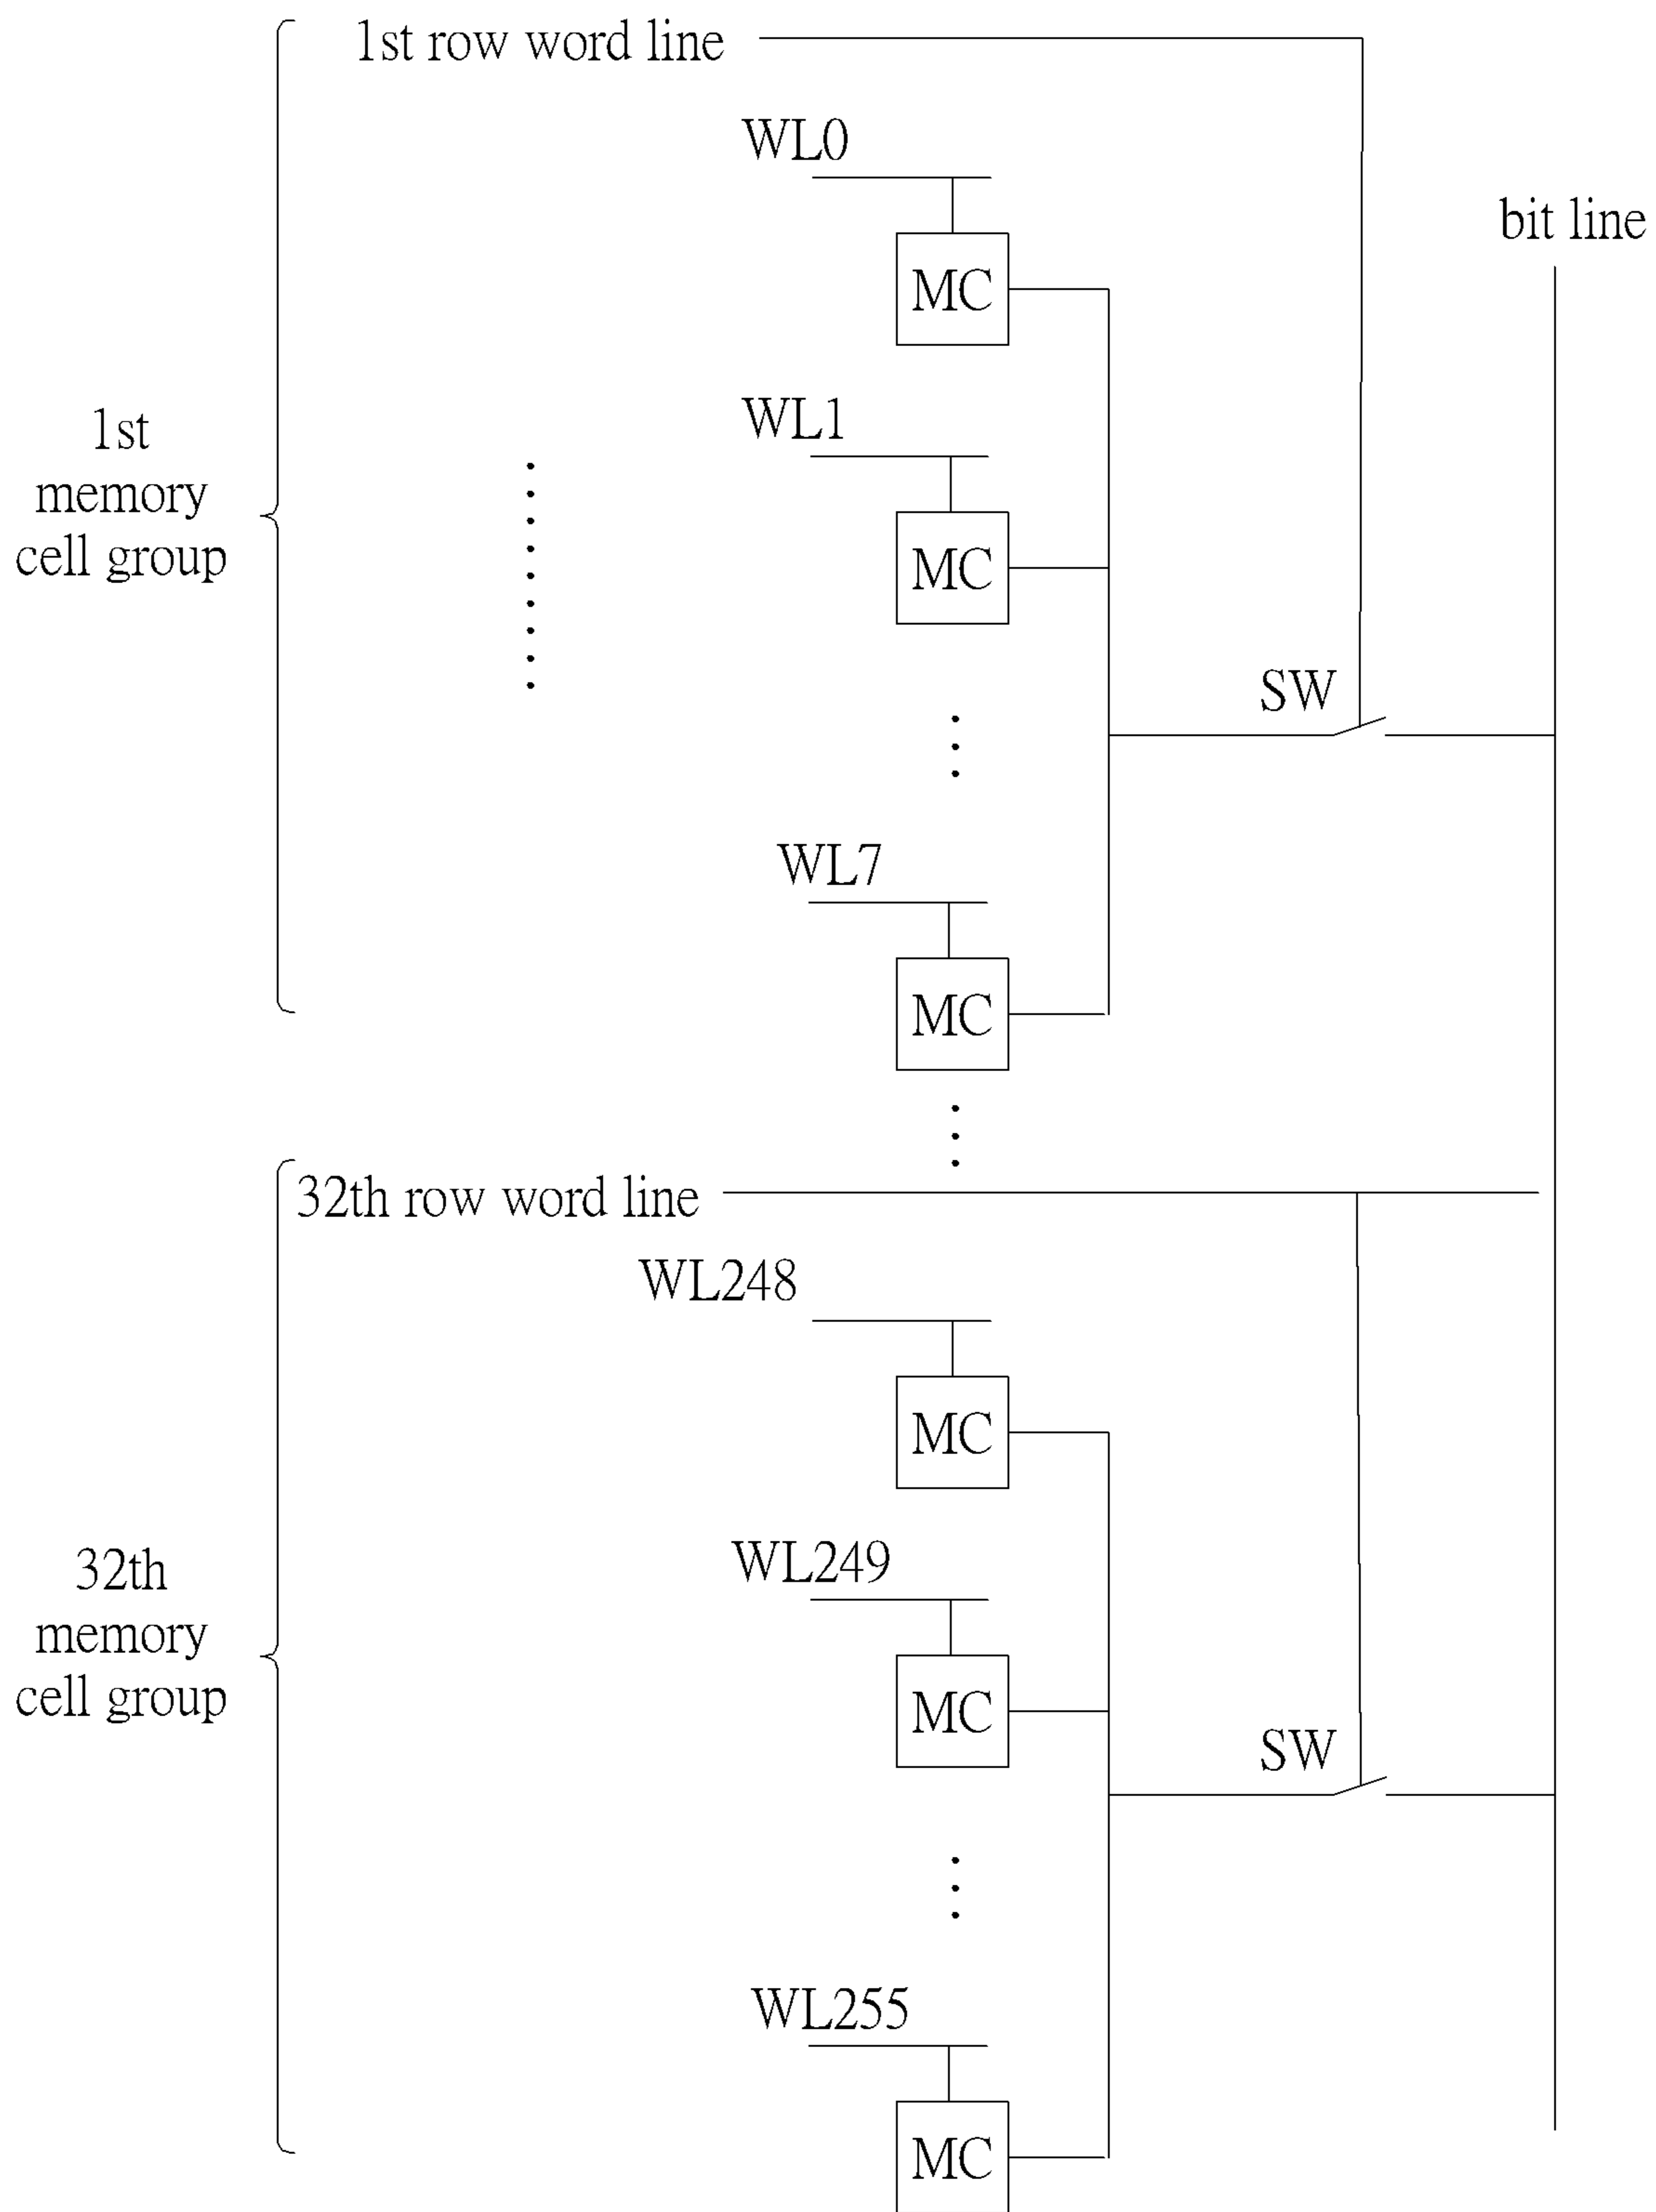 1st row word line
WL0
bit line
MC
WL1
1st
memory
cell group
MC
SW
WL7
MC
32th row word line
WL248
MC
WL249
32th
memory
cell group
MC
SW
WL255
MC